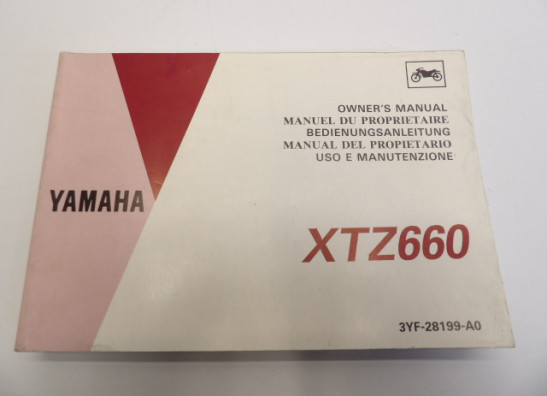 OWNER'S MANUAL
MANUEL DU PROPRIETAIRE
BEDIENUNGSANLEITUNG
MANUAL DEL PROPIETARIO
USO E MANUTENZIONE
YAMAHA
XTZ660
3YF-28199-A0